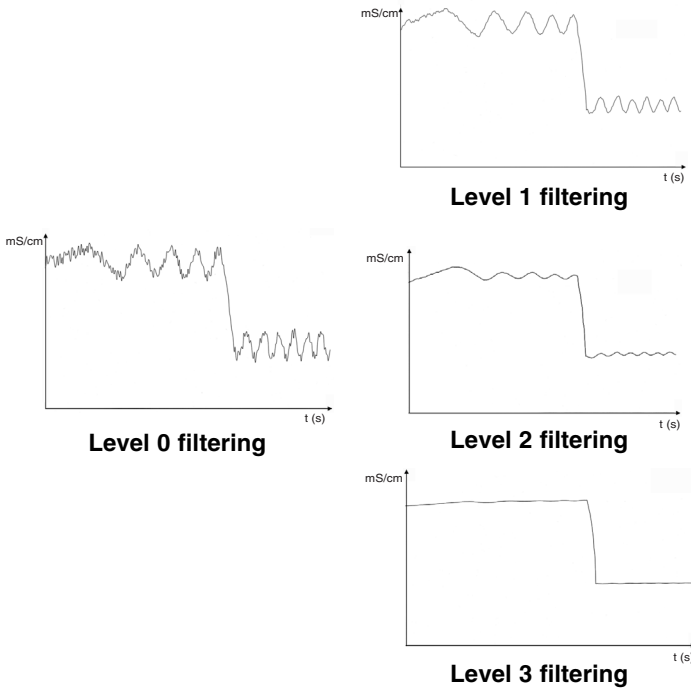 mS/cm
t (s)
Level 1 filtering
mS/cm
t (s)
Level 0 filtering
mS/cm
t (s)
Level 2 filtering
mS/cm
t (s)
Level 3 filtering